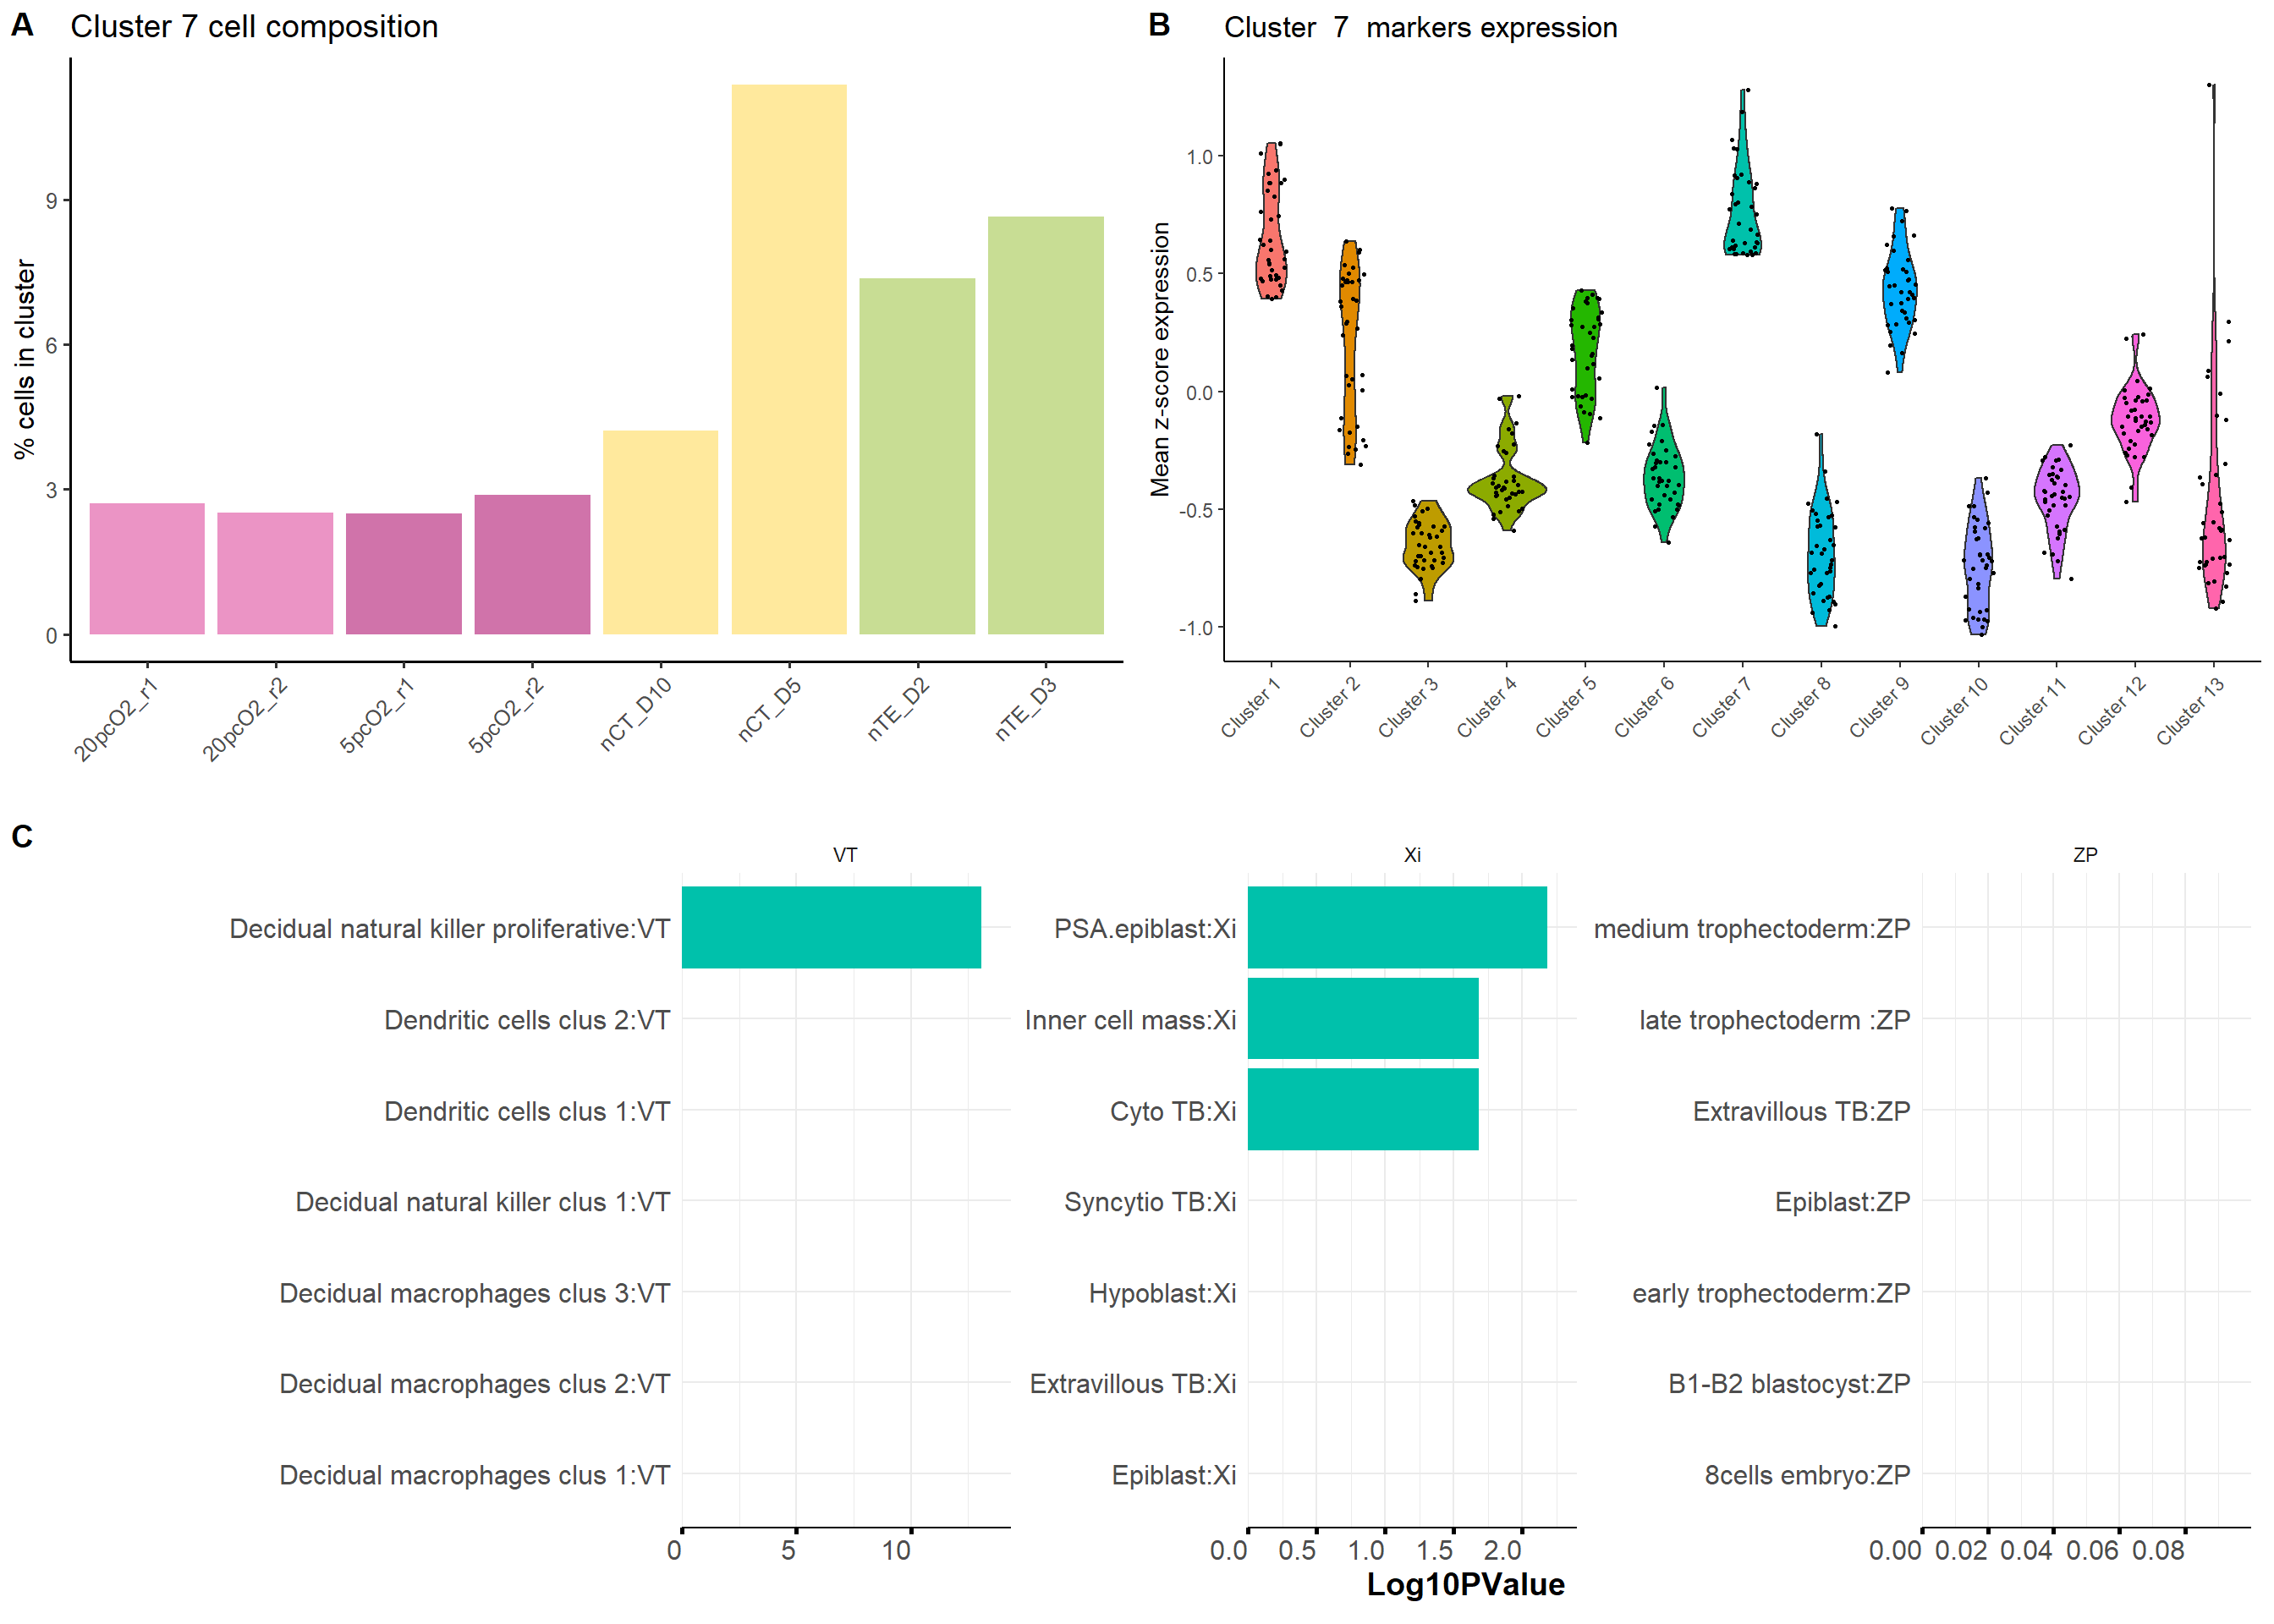 A
Cluster 7 cell composition
% cells in cluster
9
6
3
0
20pcO2_r1
20pcO2_r2
5pcO2_r1
5pcO2_r2
nCT_D10
nCT_D5
nTE_D2
nTE_D3
B
Cluster 7 markers expression
Mean z-score expression
1.0
0.5
0.0
-0.5
-1.0
Cluster 1
Cluster 2
Cluster 3
Cluster 4
Cluster 5
Cluster 6
Cluster 7
Cluster 8
Cluster 9
Cluster 10
Cluster 11
Cluster 12
Cluster 13
C
VT
Decidual natural killer proliferative:VT
Dendritic cells clus 2:VT
Dendritic cells clus 1:VT
Decidual natural killer clus 1:VT
Decidual macrophages clus 3:VT
Decidual macrophages clus 2:VT
Decidual macrophages clus 1:VT
0 5 10
Xi
PSA.epiblast:Xi
Inner cell mass:Xi
Cyto TB:Xi
Syncytio TB:Xi
Hypoblast:Xi
Extravillous TB:Xi
Epiblast:Xi
0.0 0.5 1.0 1.5 2.0
ZP
medium trophectoderm:ZP
late trophectoderm :ZP
Extravillous TB:ZP
Epiblast:ZP
early trophectoderm:ZP
B1-B2 blastocyst:ZP
8cells embryo:ZP
0.00 0.02 0.04 0.06 0.08
Log10PValue